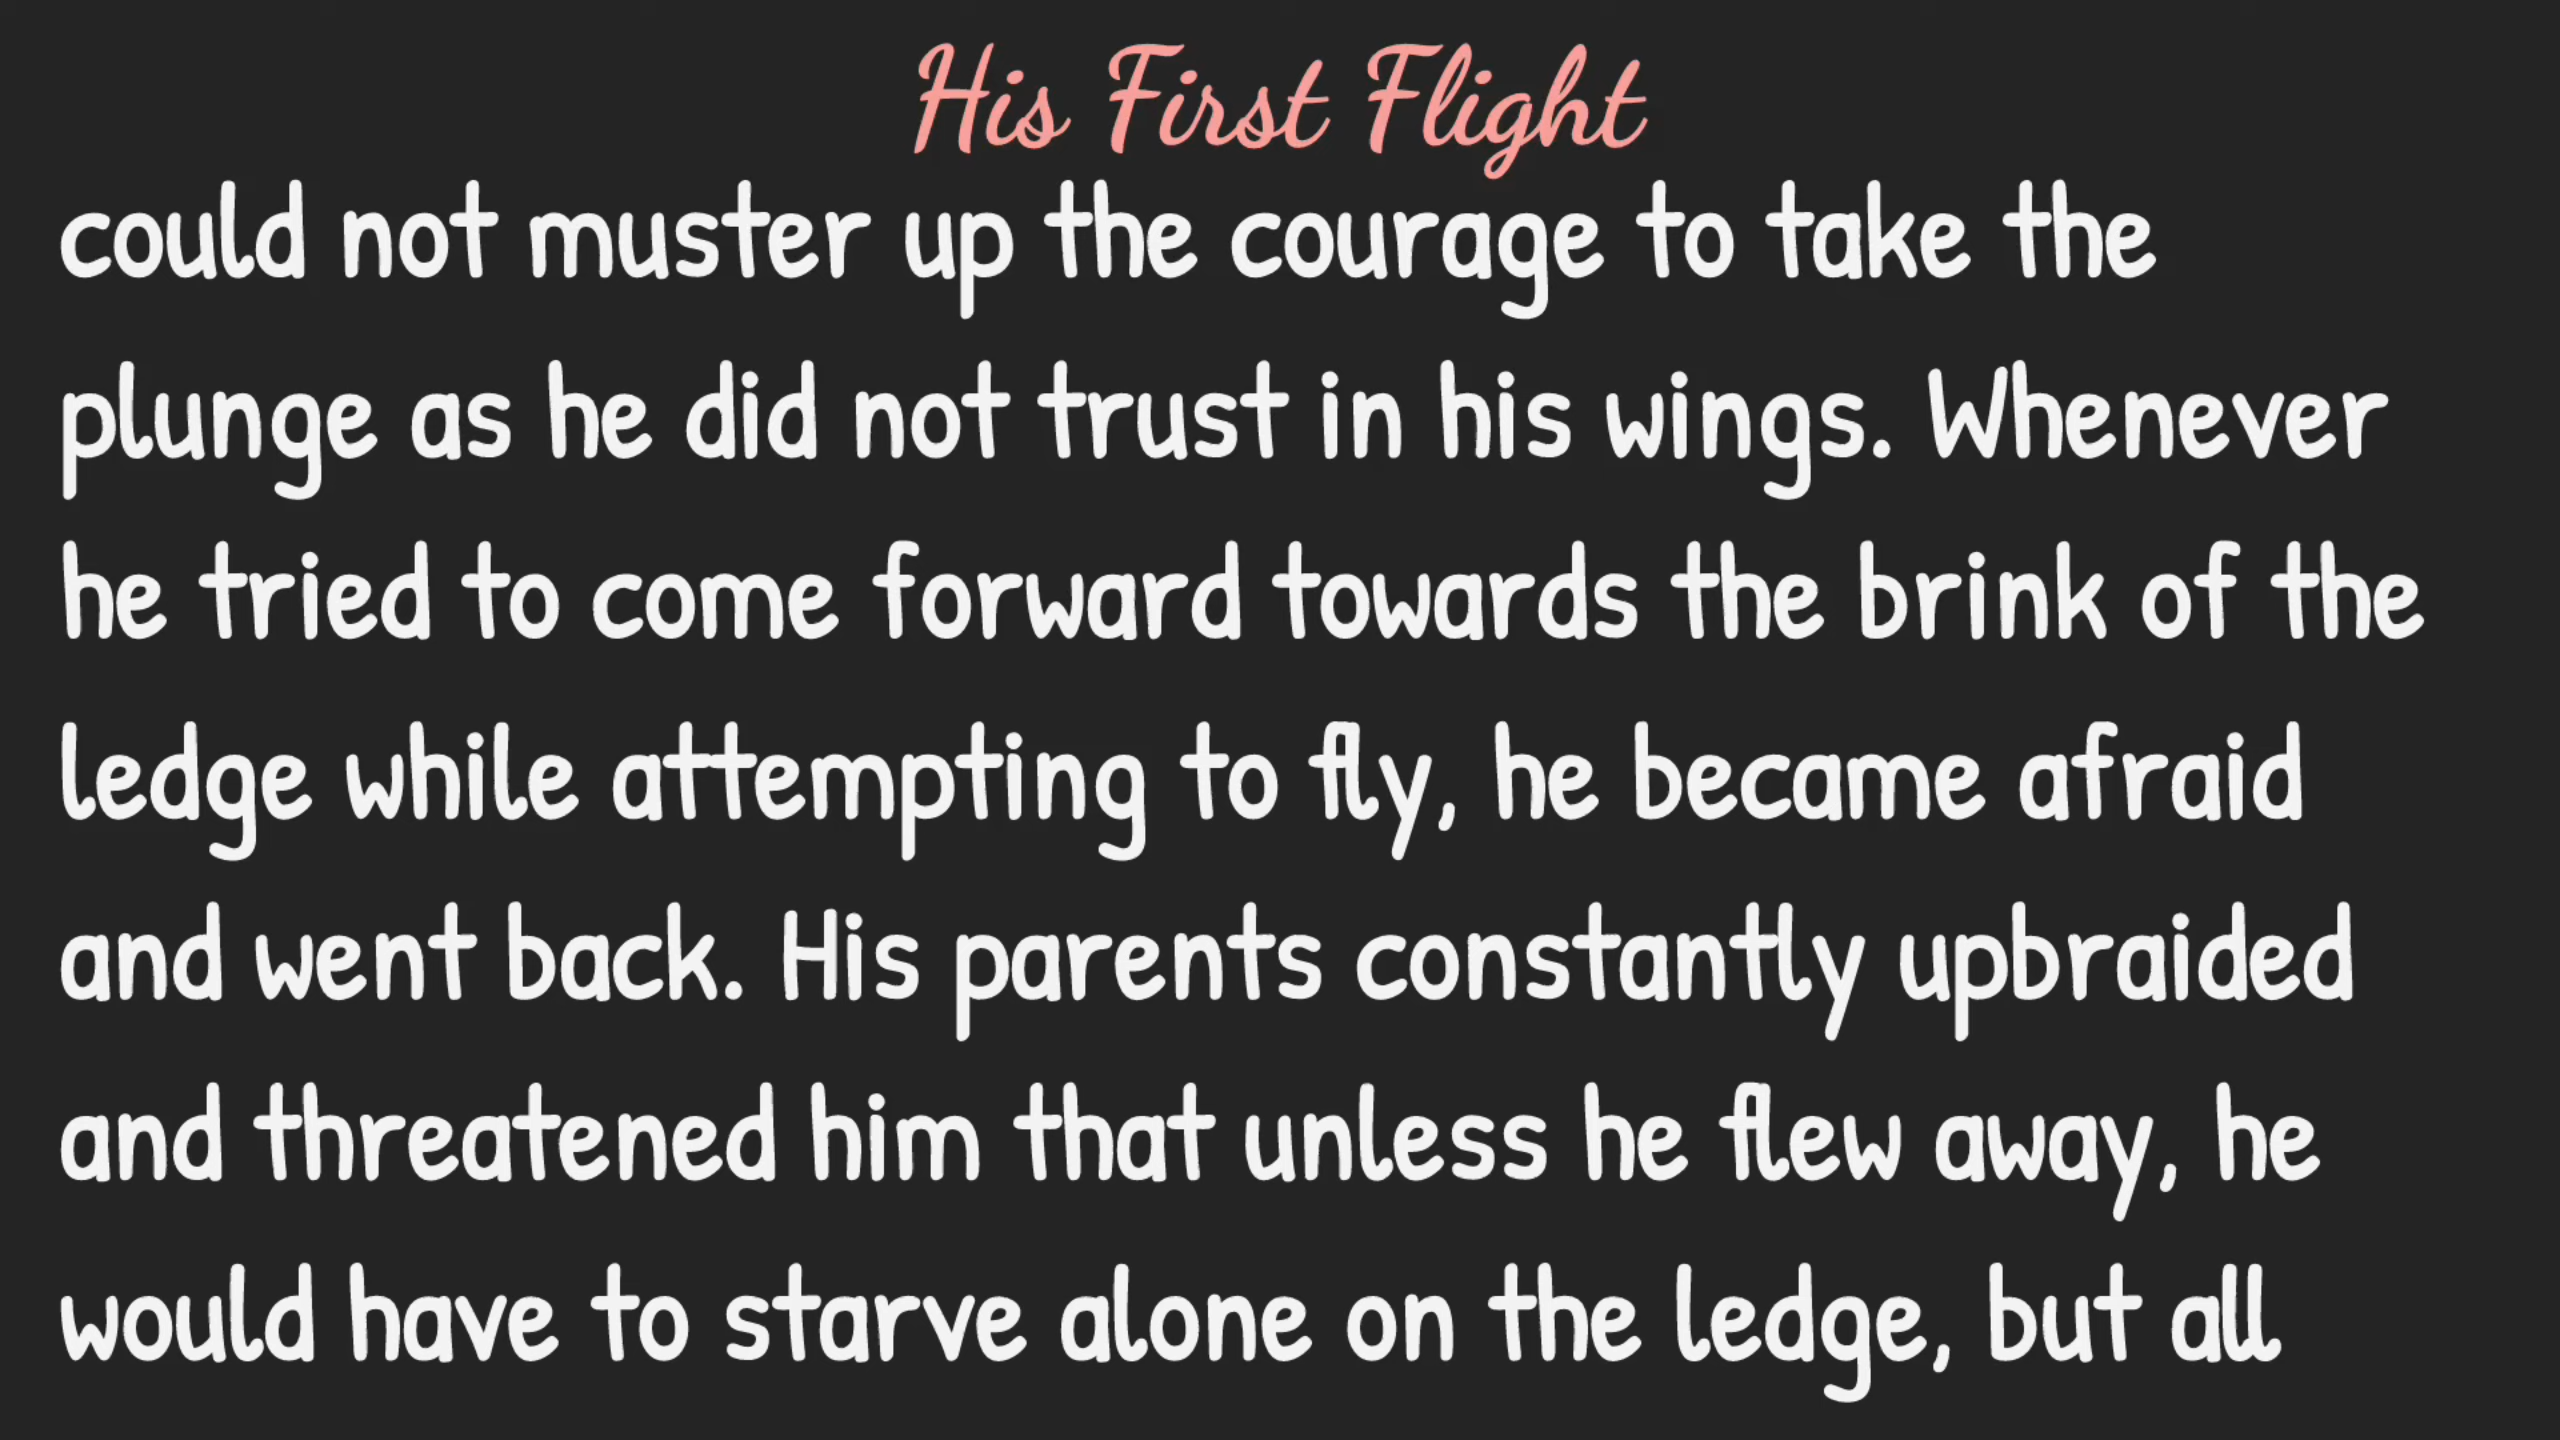 His First Flight
could not muster up the courage to take the
plunge as he did not trust in his wings. Whenever
he tried to come forward towards the brink of the
ledge while attempting to fly, he became afraid
and went back. His parents constantly upbraided
and threatened him that unless he flew away, he
would have to starve alone on the ledge, but all